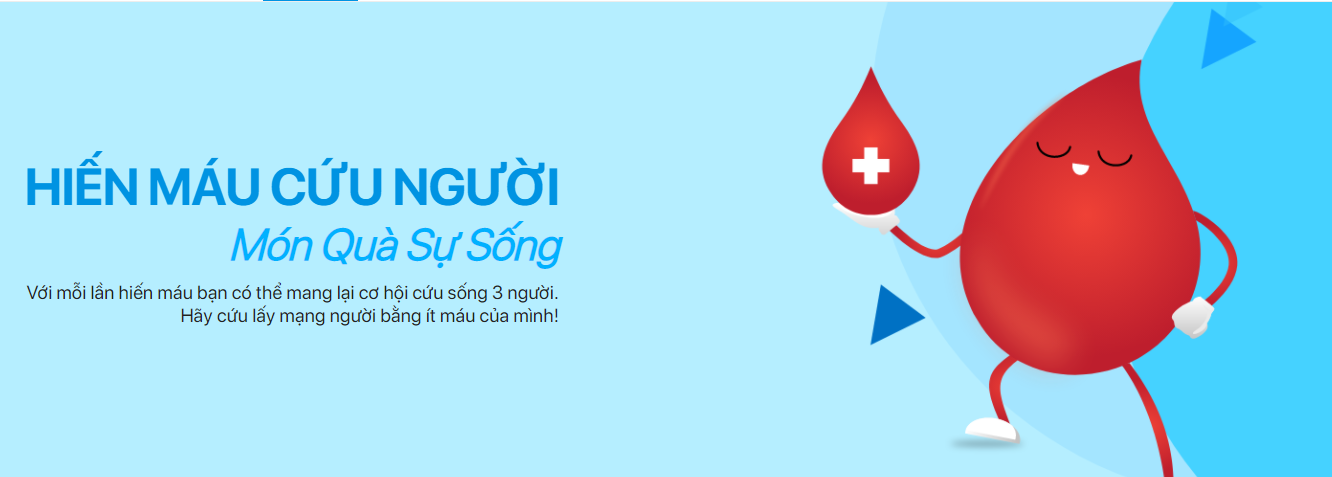 HIẾN MÁU CỨU NGƯỜI
Món Quà Sự Sống
Với mỗi lần hiến máu bạn có thể mang lại cơ hội cứu sống 3 người.
Hãy cứu lấy mạng người bằng ít máu của mình!